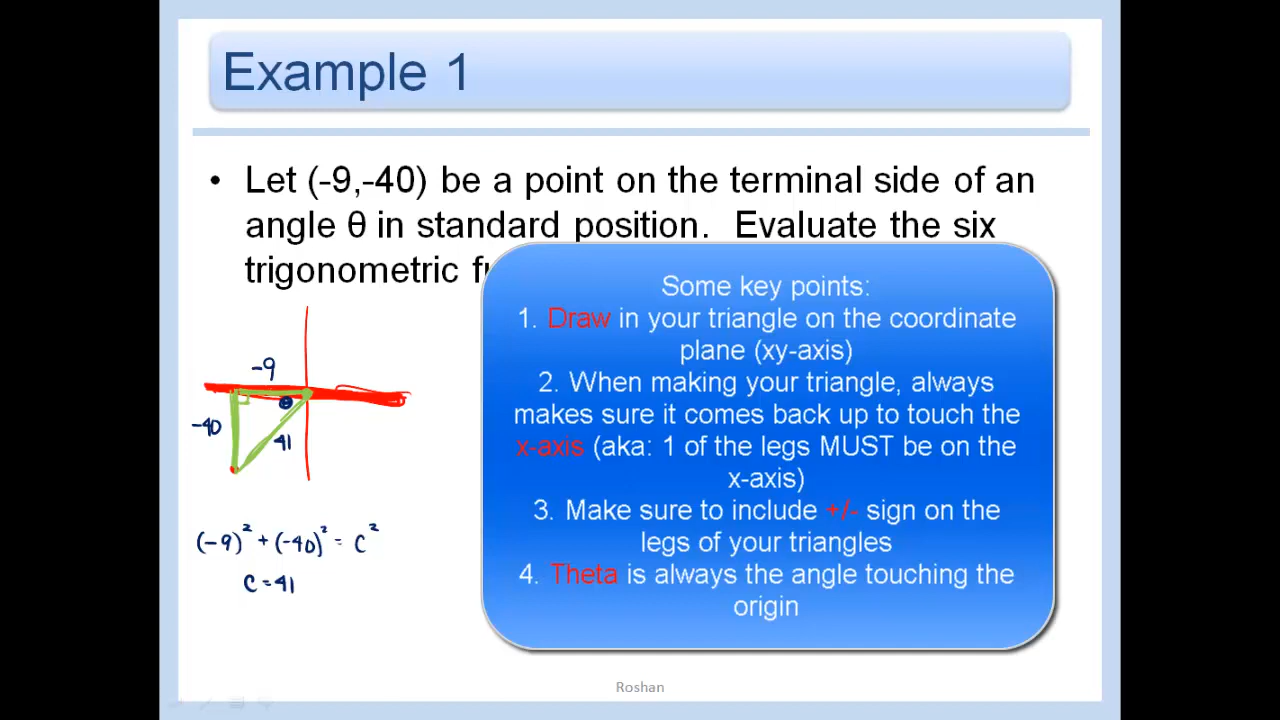 Example 1
• Let (-9,-40) be a point on the terminal side of an
angle θ in standard position. Evaluate the six
trigonometric
Some key points:
1. Draw in your triangle on the coordinate
plane (xy-axis)
2. When making your triangle, always
makes sure it comes back up to touch the
x-axis (aka: 1 of the legs MUST be on the
x-axis)
3. Make sure to include +/- sign on the
legs of your triangles
4. Theta is always the angle touching the
origin
-9
θ
-40
41
(-9)² + (-40)² = c²
c = 41
Roshan